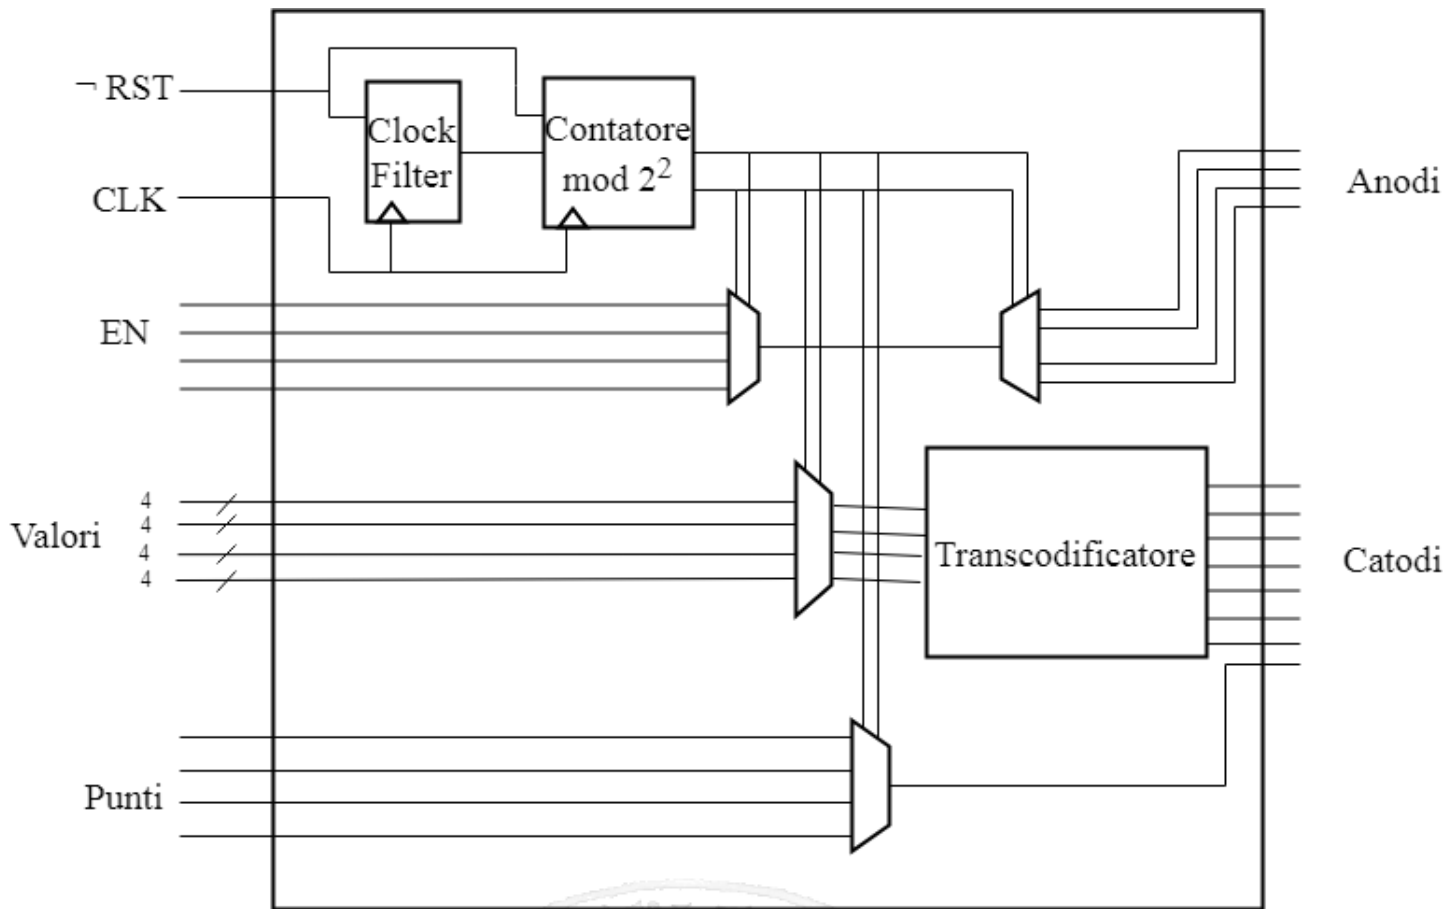 ¬ RST
CLK
EN
Valori
4
4
4
4
Punti
Clock
Filter
Contatore
mod 2²
Transcodificatore
Anodi
Catodi